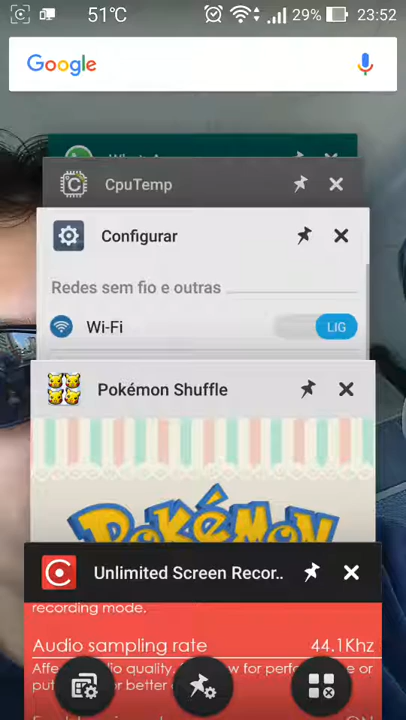 51°C 29% 23:52
Google
CpuTemp
Configurar
Redes sem fio e outras
Wi-Fi LIG
Pokémon Shuffle
POKÉMON
Unlimited Screen Recor..
recording mode.
Audio sampling rate 44.1Khz